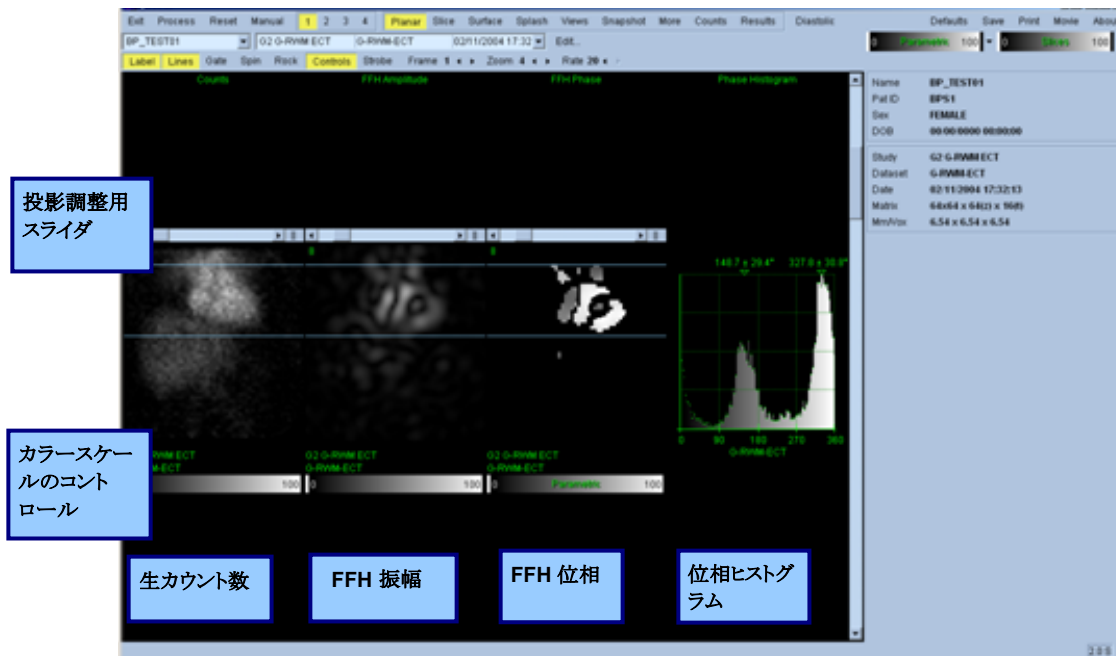 Exit Process Reset Manual 1 2 3 4 Planar Slice Surface Splash Views Snapshot More Counts Results Diastolic Defaults Save Print Movie Abou
BP_TEST01 G2 G-RWM ECT G-RWM-ECT 02/11/2004 17:32 Edit... 0 Parametric 100 0 Slices 100
Label Lines Gate Spin Rock Controls Strobe Frame 1 Zoom 4 Rate 20
Counts FFH Amplitude FFH Phase Phase Histogram
Name BP_TEST01
Pat ID BPS1
Sex FEMALE
DOB 00/00/0000 00:00:00
Study G2 G-RWM ECT
Dataset G-RWM-ECT
Date 02/11/2004 17:32:13
Matrix 64x64 x 64(z) x 16(t)
Mm/Vox 6.54 x 6.54 x 6.54
投影調整用
スライダ
148.7 ± 29.4° 327.8 ± 30.8°
0 90 180 270 360
G-RWM-ECT
カラースケー
ルのコント
ロール
RWM ECT G2 G-RWM ECT G2 G-RWM ECT
M-ECT G-RWM-ECT G-RWM-ECT
100 0 100 0 Parametric 100
生カウント数
FFH 振幅
FFH 位相
位相ヒストグ
ラム